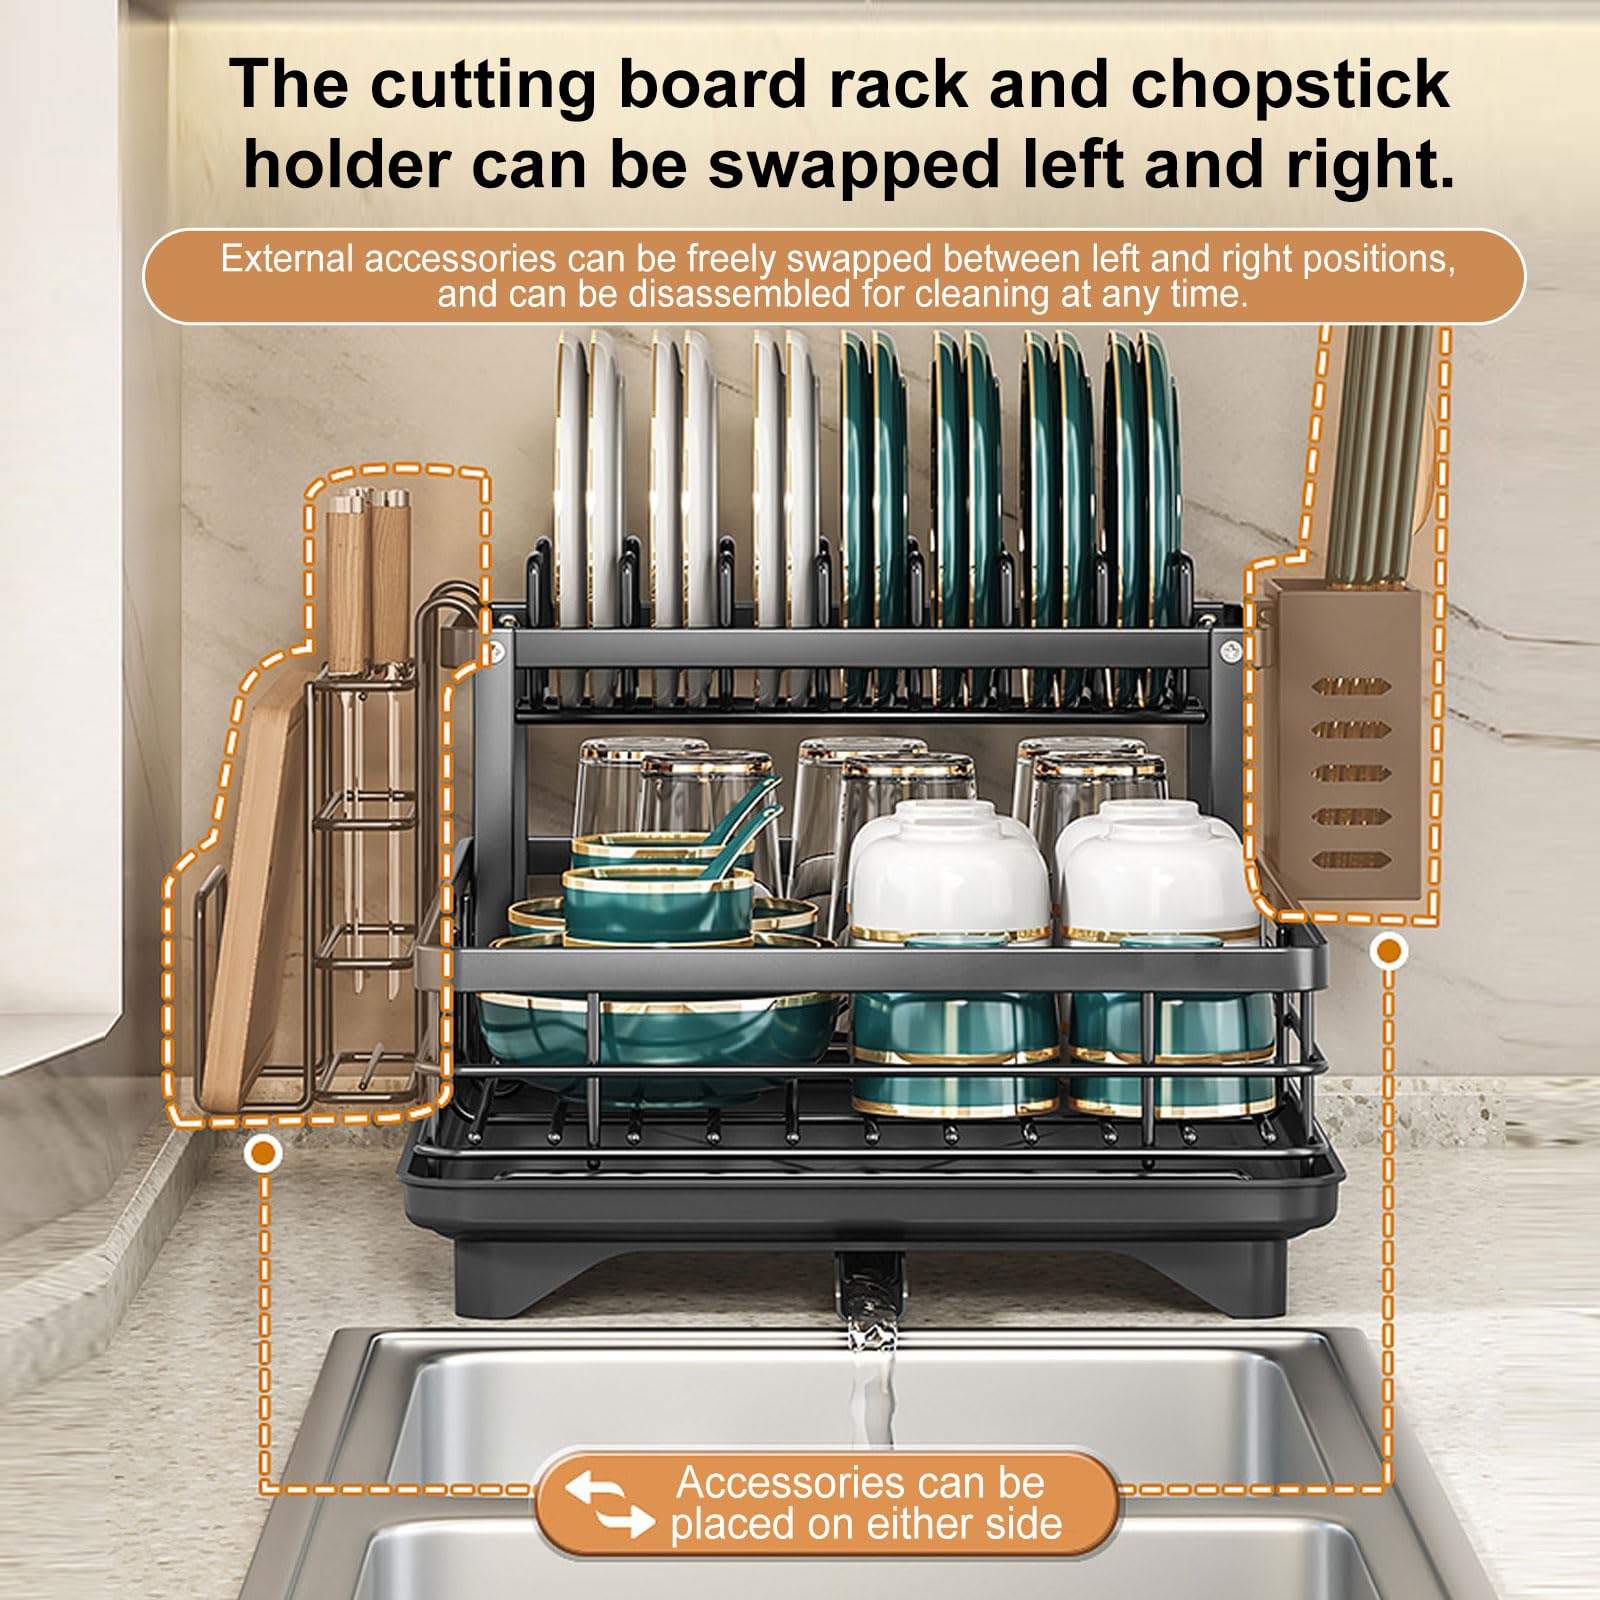 The cutting board rack and chopstick
holder can be swapped left and right.
External accessories can be freely swapped between left and right positions,
and can be disassembled for cleaning at any time.
Accessories can be
placed on either side